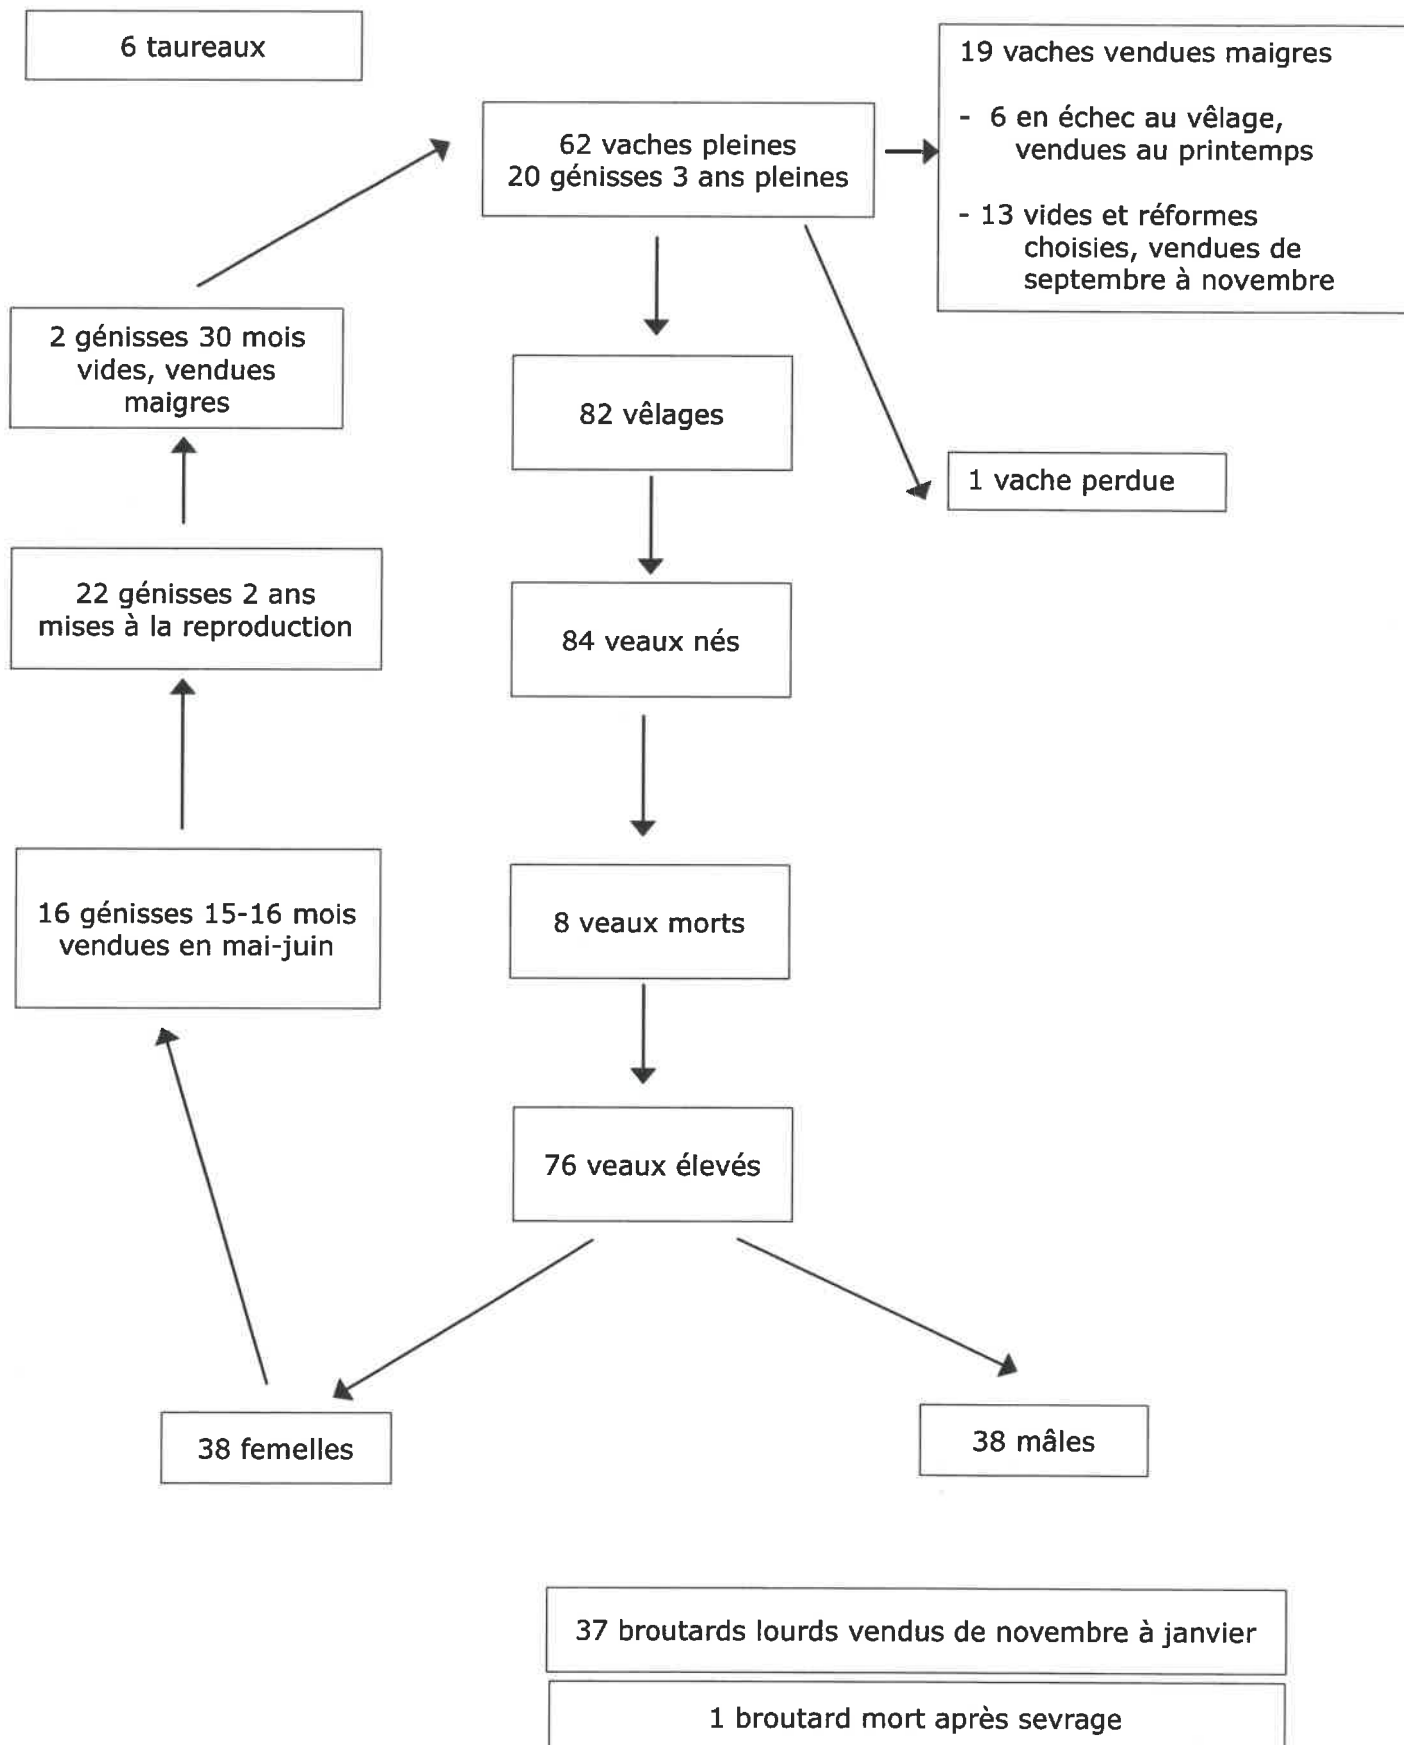 6 taureaux
19 vaches vendues maigres
- 6 en échec au vêlage,
vendues au printemps
- 13 vides et réformes
choisies, vendues de
septembre à novembre
62 vaches pleines
20 génisses 3 ans pleines
2 génisses 30 mois
vides, vendues
maigres
82 vêlages
1 vache perdue
22 génisses 2 ans
mises à la reproduction
84 veaux nés
16 génisses 15-16 mois
vendues en mai-juin
8 veaux morts
76 veaux élevés
38 femelles
38 mâles
37 broutards lourds vendus de novembre à janvier
1 broutard mort après sevrage